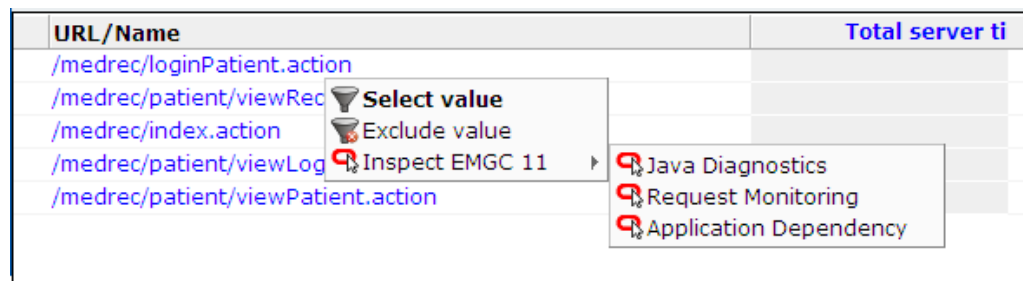 URL/Name Total server ti
/medrec/loginPatient.action
/medrec/patient/viewRec
/medrec/index.action
/medrec/patient/viewLog
/medrec/patient/viewPatient.action
Select value
Exclude value
Inspect EMGC 11
Java Diagnostics
Request Monitoring
Application Dependency